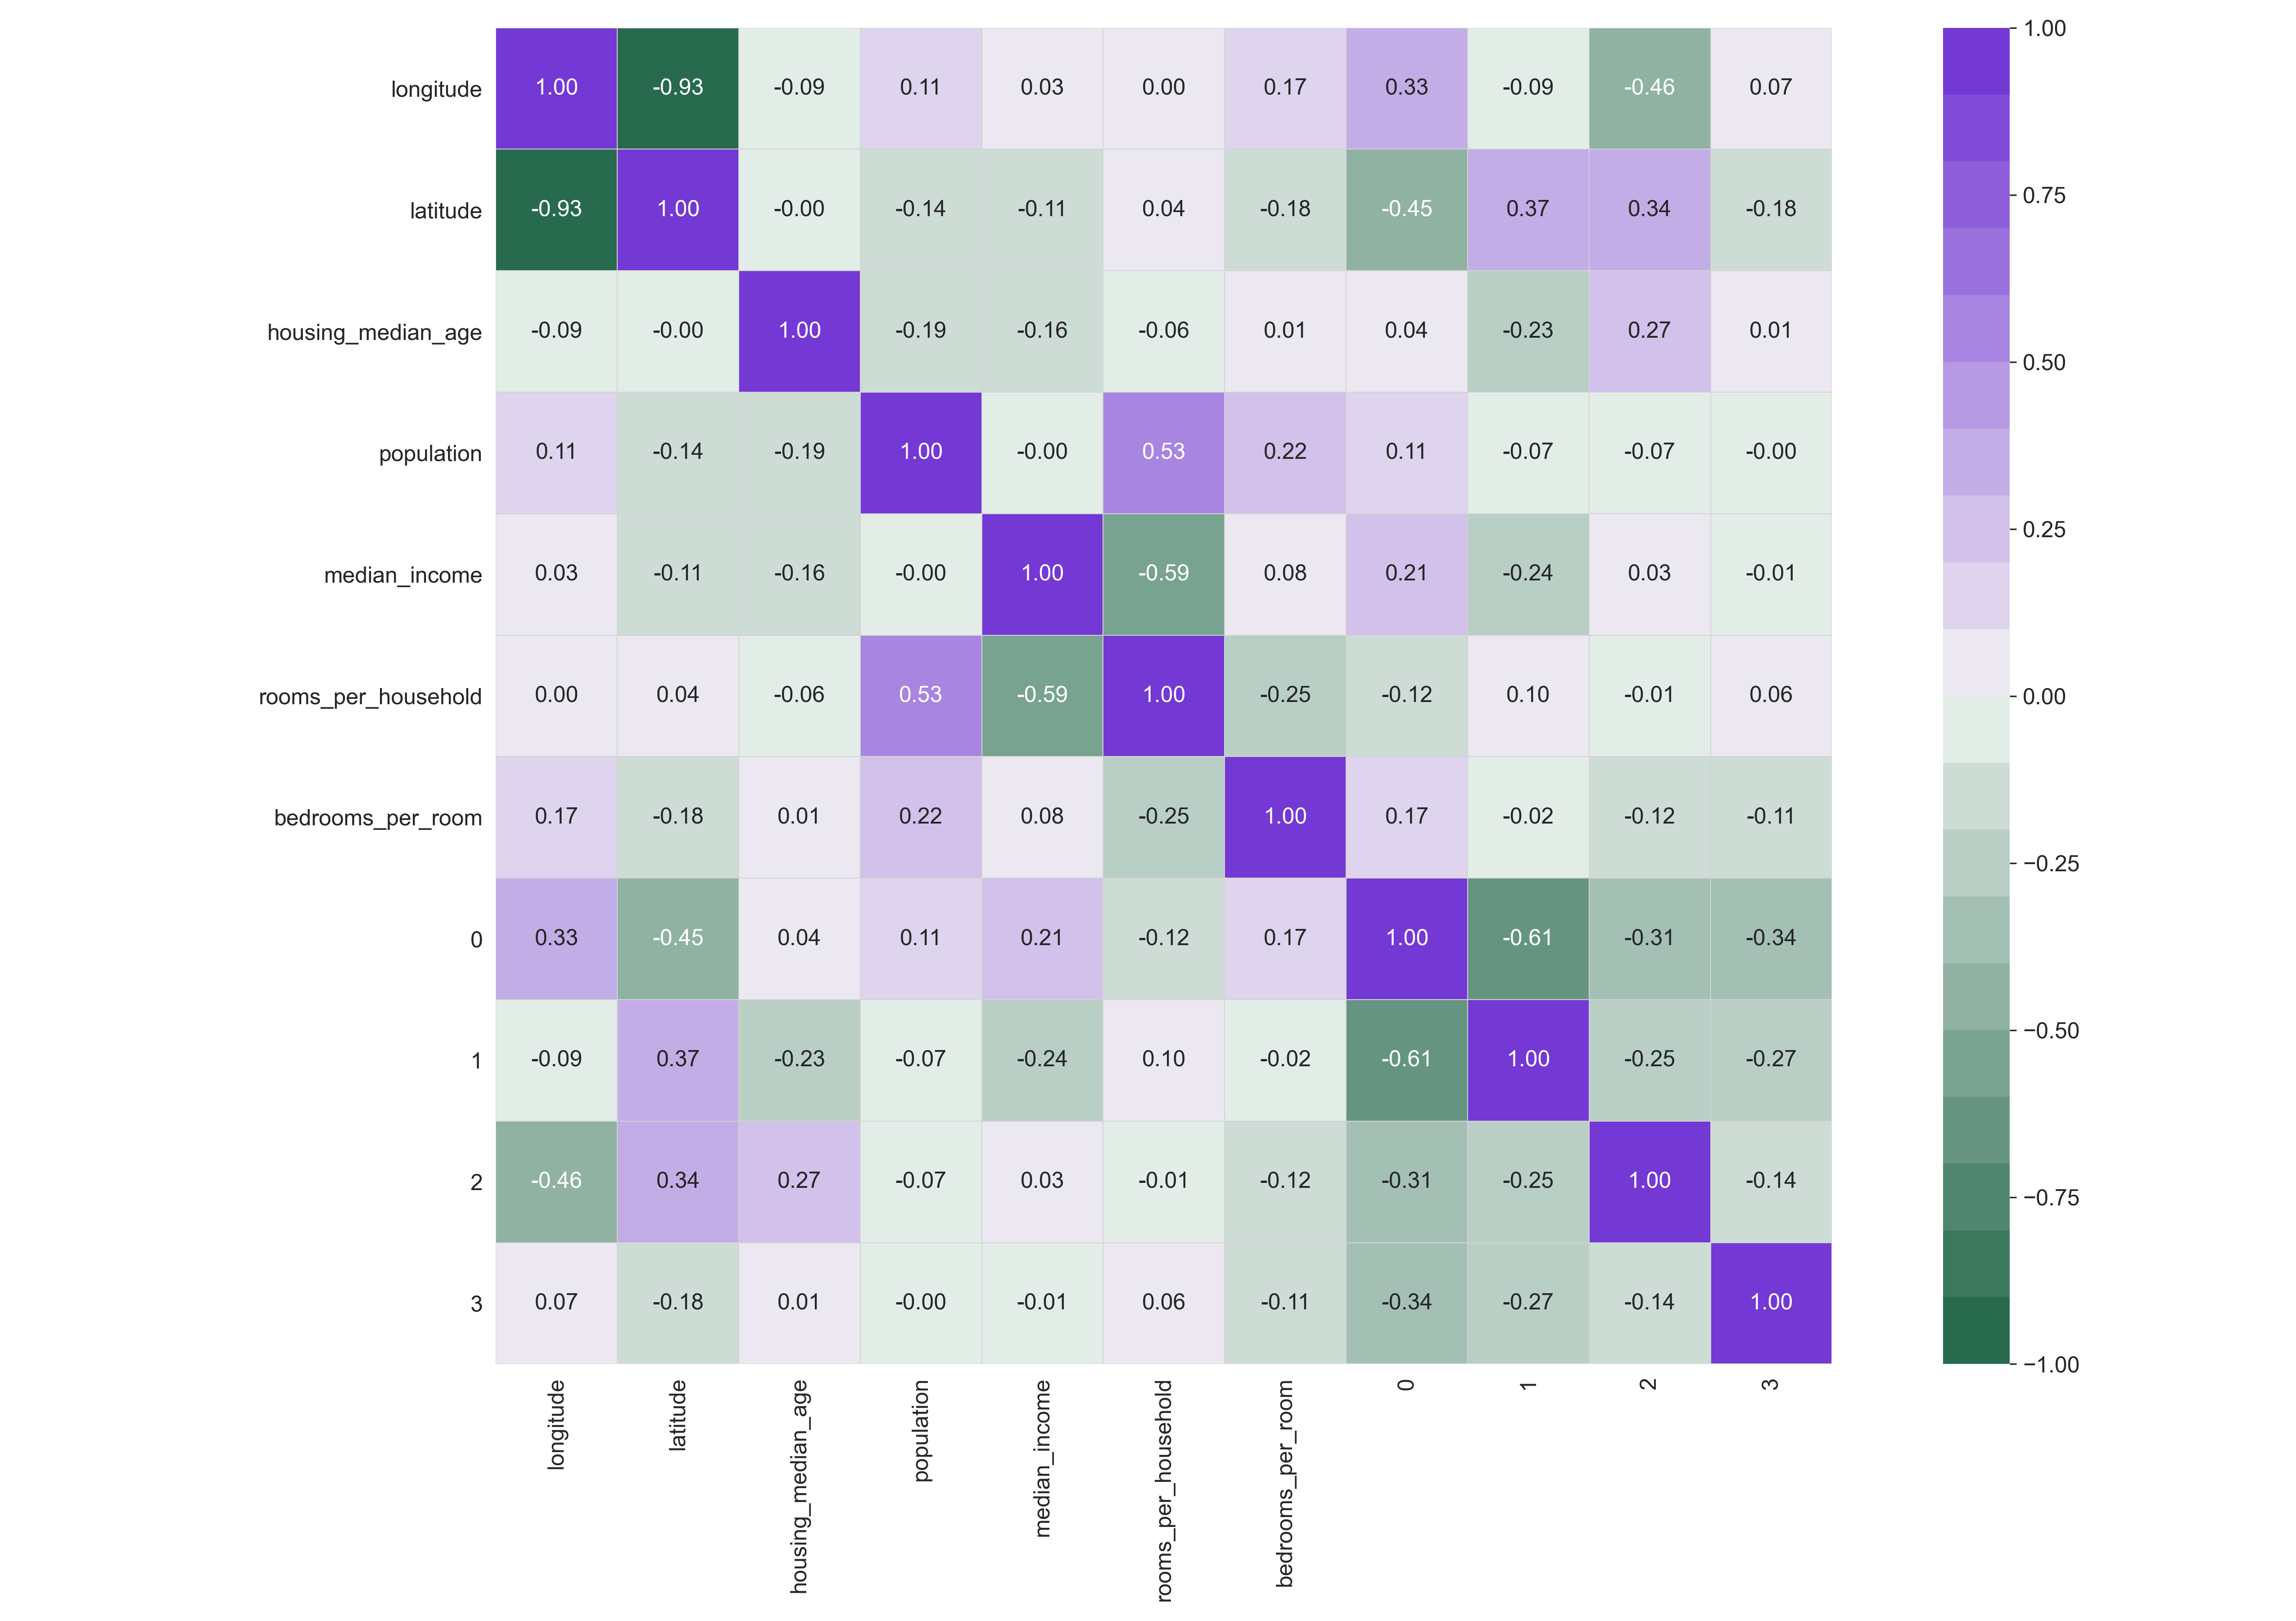 longitude 1.00 -0.93 -0.09 0.11 0.03 0.00 0.17 0.33 -0.09 -0.46 0.07
latitude -0.93 1.00 -0.00 -0.14 -0.11 0.04 -0.18 -0.45 0.37 0.34 -0.18
housing_median_age -0.09 -0.00 1.00 -0.19 -0.16 -0.06 0.01 0.04 -0.23 0.27 0.01
population 0.11 -0.14 -0.19 1.00 -0.00 0.53 0.22 0.11 -0.07 -0.07 -0.00
median_income 0.03 -0.11 -0.16 -0.00 1.00 -0.59 0.08 0.21 -0.24 0.03 -0.01
rooms_per_household 0.00 0.04 -0.06 0.53 -0.59 1.00 -0.25 -0.12 0.10 -0.01 0.06
bedrooms_per_room 0.17 -0.18 0.01 0.22 0.08 -0.25 1.00 0.17 -0.02 -0.12 -0.11
0 0.33 -0.45 0.04 0.11 0.21 -0.12 0.17 1.00 -0.61 -0.31 -0.34
1 -0.09 0.37 -0.23 -0.07 -0.24 0.10 -0.02 -0.61 1.00 -0.25 -0.27
2 -0.46 0.34 0.27 -0.07 0.03 -0.01 -0.12 -0.31 -0.25 1.00 -0.14
3 0.07 -0.18 0.01 -0.00 -0.01 0.06 -0.11 -0.34 -0.27 -0.14 1.00
longitude
latitude
housing_median_age
population
median_income
rooms_per_household
bedrooms_per_room
0
1
2
3
1.00
0.75
0.50
0.25
0.00
−0.25
−0.50
−0.75
−1.00